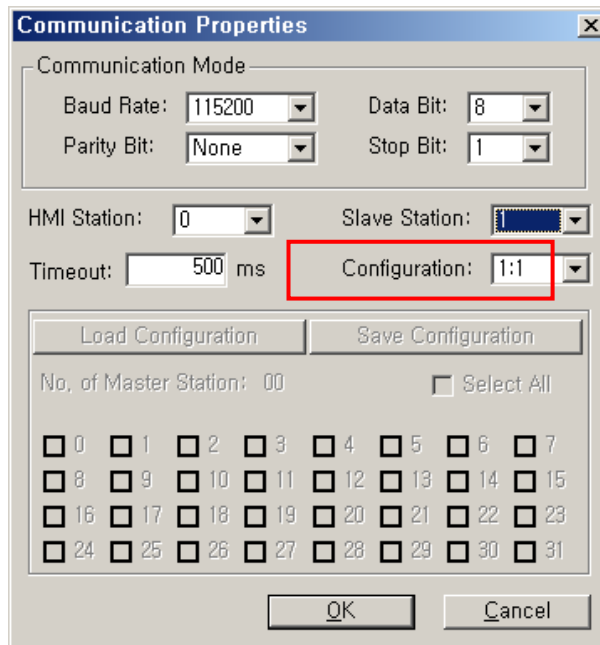 Communication Properties
Communication Mode
Baud Rate: 115200 Data Bit: 8
Parity Bit: None Stop Bit: 1
HMI Station: 0 Slave Station: 1
Timeout: 500 ms Configuration: 1:1
Load Configuration Save Configuration
No. of Master Station: 00 Select All
0 1 2 3 4 5 6 7
8 9 10 11 12 13 14 15
16 17 18 19 20 21 22 23
24 25 26 27 28 29 30 31
OK Cancel